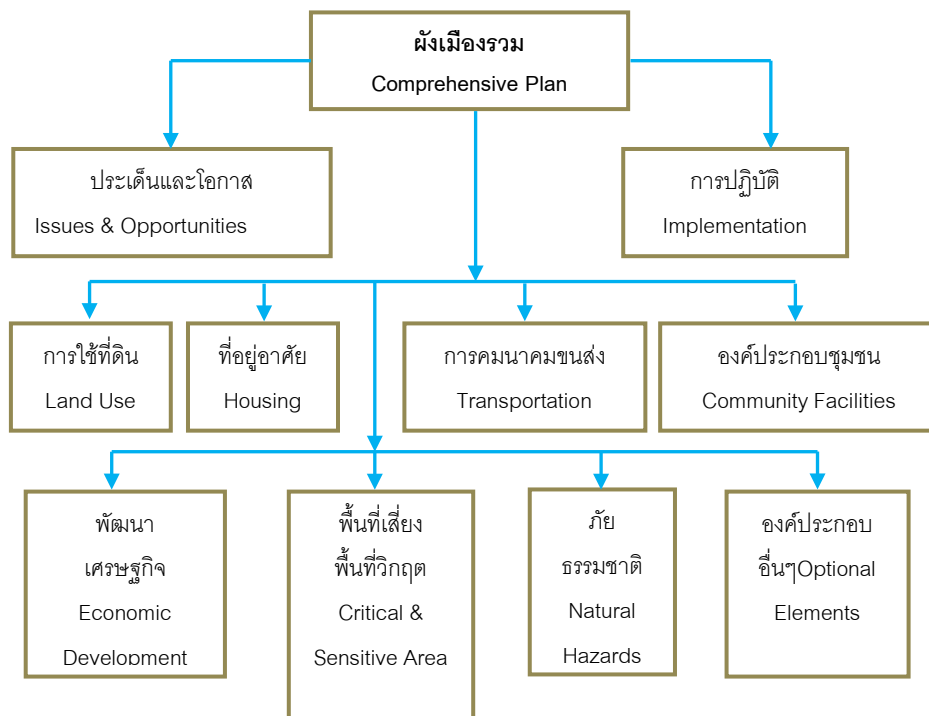 ผังเมืองรวม
Comprehensive Plan
ประเด็นและโอกาส
Issues & Opportunities
การปฏิบัติ
Implementation
การใช้ที่ดิน
Land Use
ที่อยู่อาศัย
Housing
การคมนาคมขนส่ง
Transportation
องค์ประกอบชุมชน
Community Facilities
พัฒนา
เศรษฐกิจ
Economic
Development
พื้นที่เสี่ยง
พื้นที่วิกฤต
Critical &
Sensitive Area
ภัย
ธรรมชาติ
Natural
Hazards
องค์ประกอบ
อื่นๆOptional
Elements